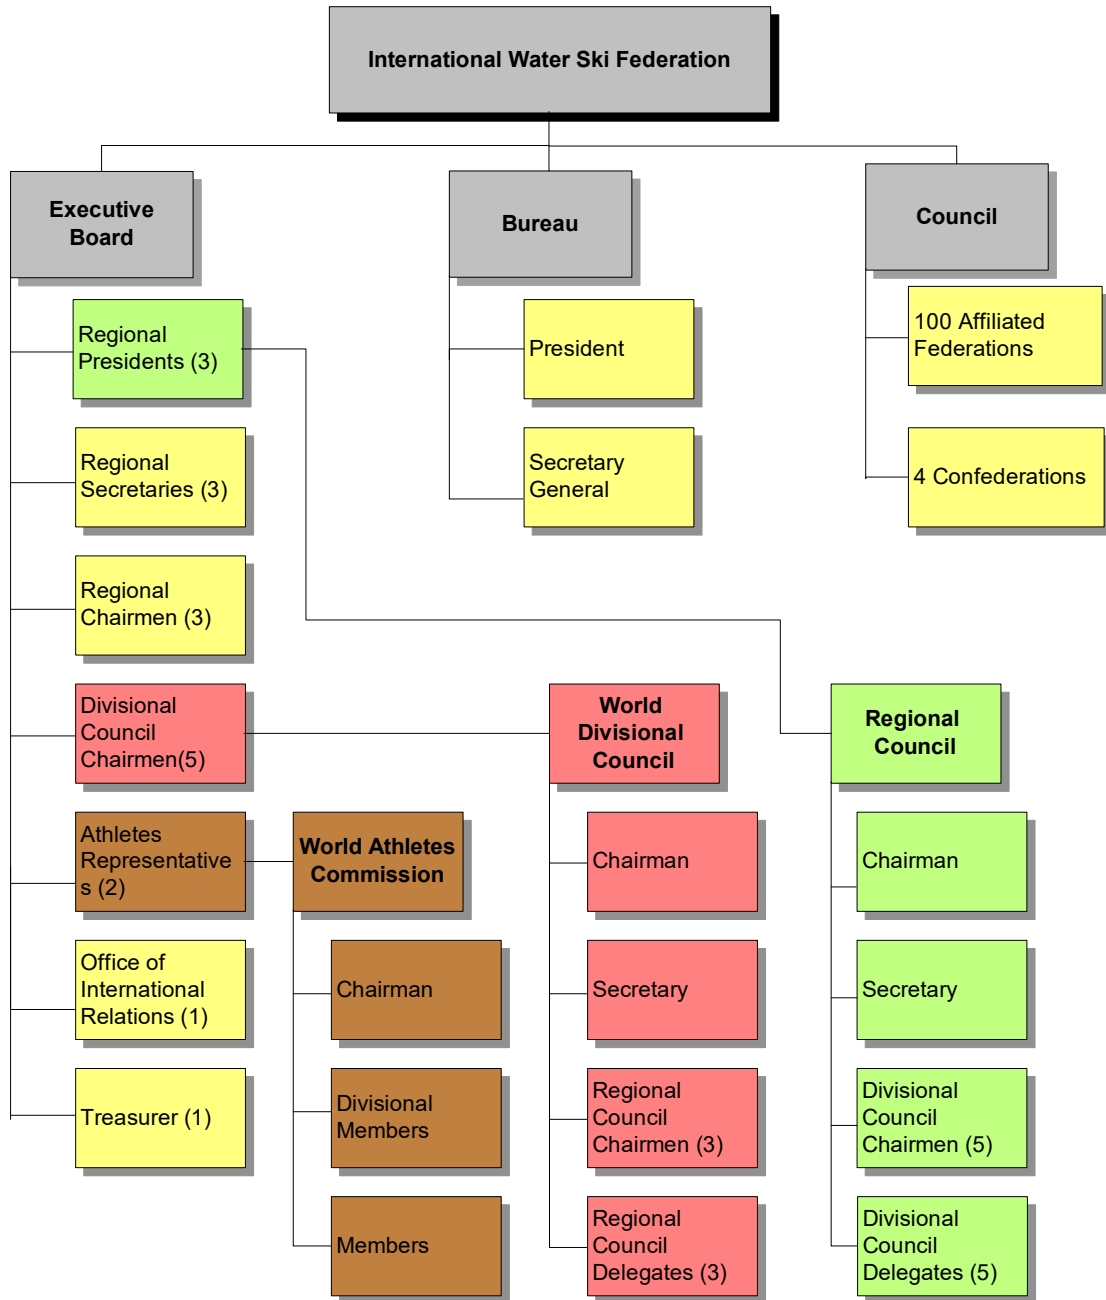 International Water Ski Federation
Executive
Board
Bureau
Council
Regional
Presidents (3)
President
100 Affiliated
Federations
Regional
Secretaries (3)
Secretary
General
4 Confederations
Regional
Chairmen (3)
Divisional
Council
Chairmen(5)
World
Divisional
Council
Regional
Council
Athletes
Representative
s (2)
World Athletes
Commission
Chairman
Chairman
Office of
International
Relations (1)
Chairman
Secretary
Secretary
Treasurer (1)
Divisional
Members
Regional
Council
Chairmen (3)
Divisional
Council
Chairmen (5)
Members
Regional
Council
Delegates (3)
Divisional
Council
Delegates (5)